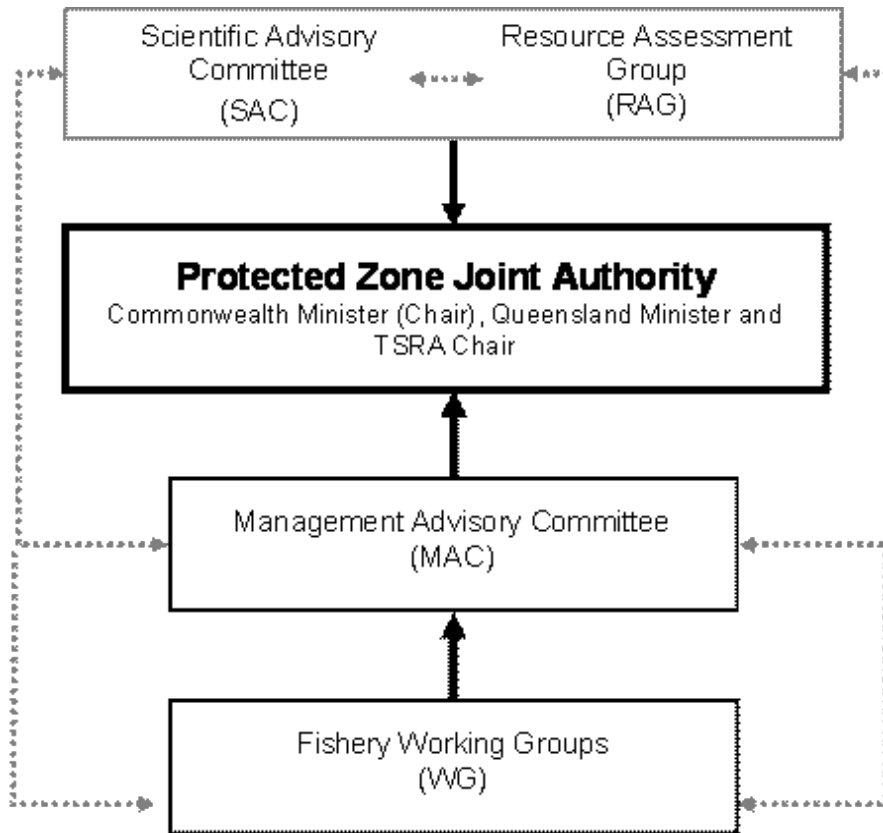 Scientific Advisory
Committee
(SAC)
Resource Assessment
Group
(RAG)
Protected Zone Joint Authority
Commonwealth Minister (Chair), Queensland Minister and
TSRA Chair
Management Advisory Committee
(MAC)
Fishery Working Groups
(WG)